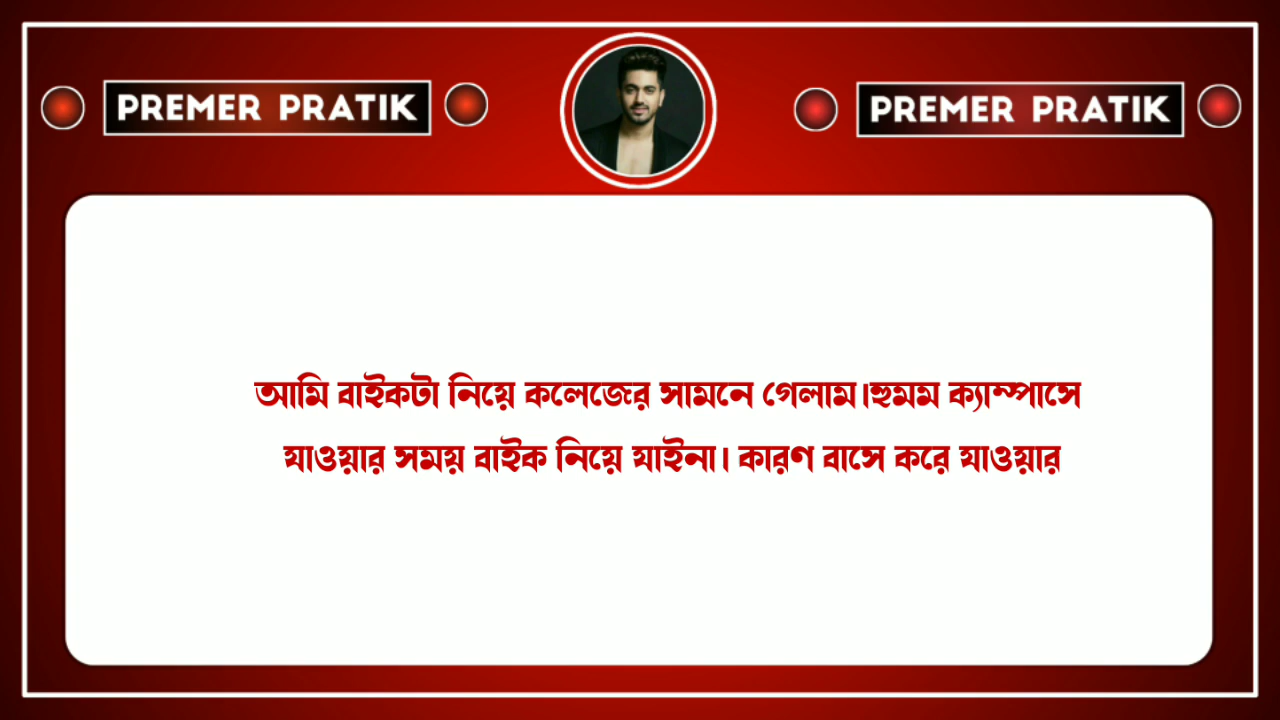 PREMER PRATIK
PREMER PRATIK
আমি বাইকটা নিয়ে কলেজের সামনে গেলাম।হুমম ক্যাম্পাসে
যাওয়ার সময় বাইক নিয়ে যাইনা। কারণ বাসে করে যাওয়ার